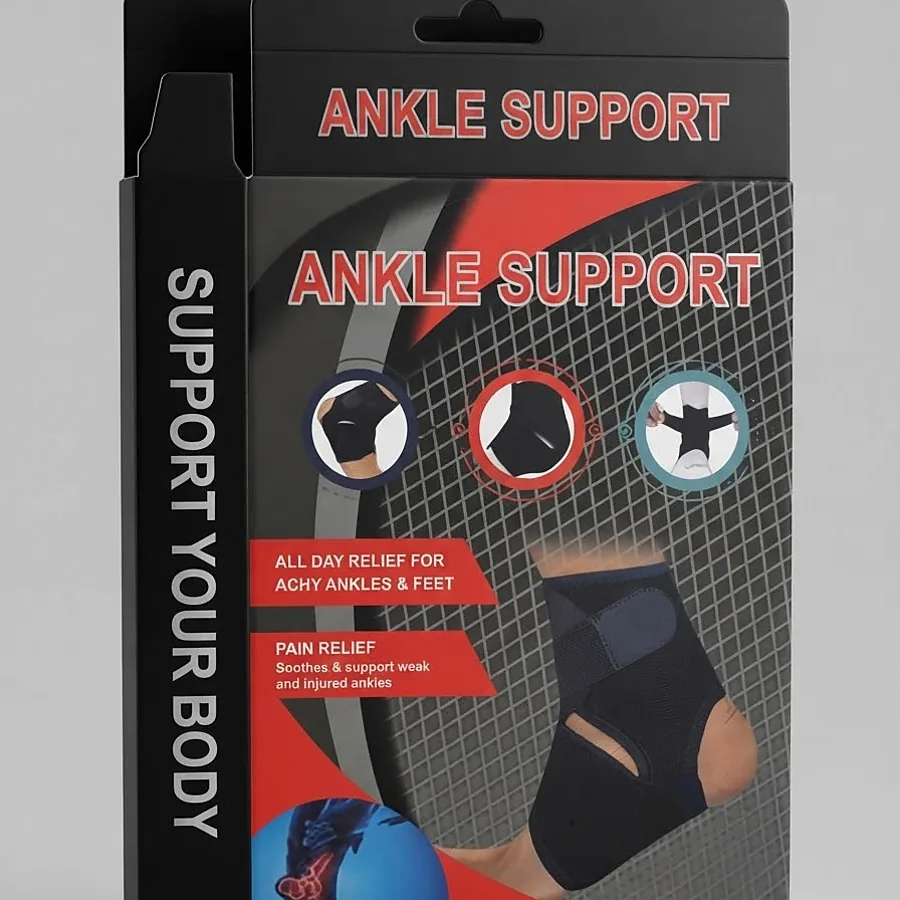 ANKLE SUPPORT
ANKLE SUPPORT
SUPPORT YOUR BODY
ALL DAY RELIEF FOR
ACHY ANKLES & FEET
PAIN RELIEF
Soothes & support weak
and injured ankies